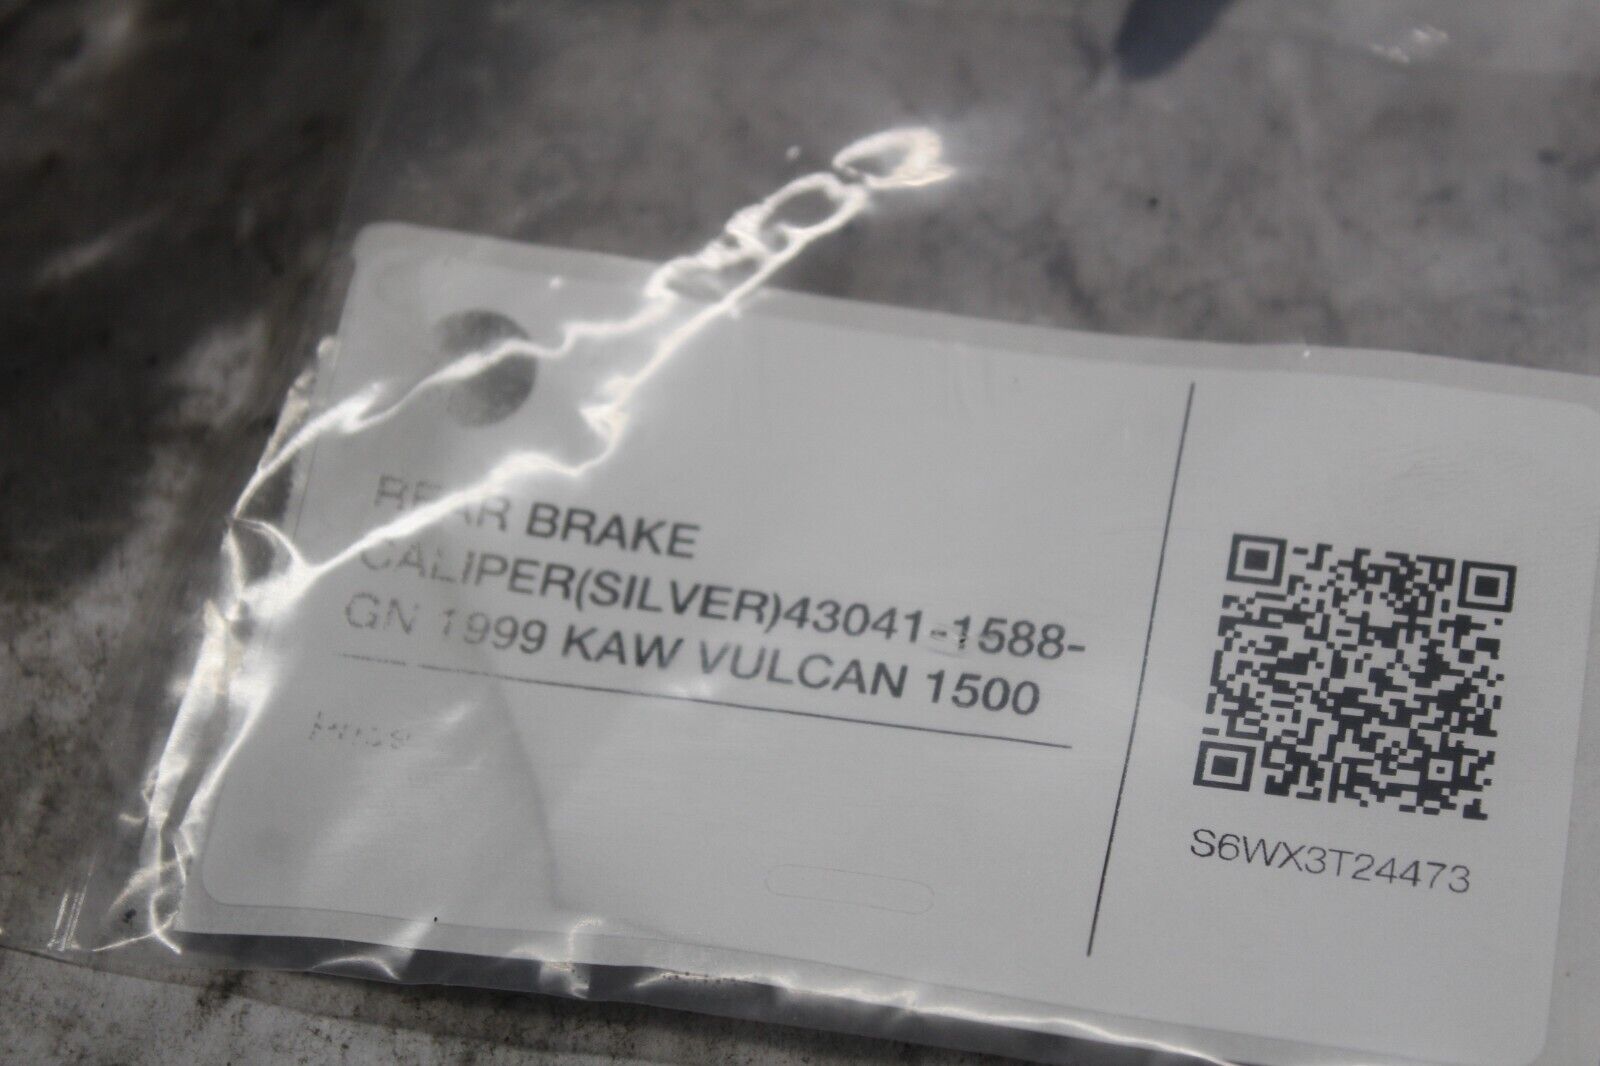 REAR BRAKE
CALIPER(SILVER)43041-1588-
GN 1999 KAW VULCAN 1500
S6WX3T24473